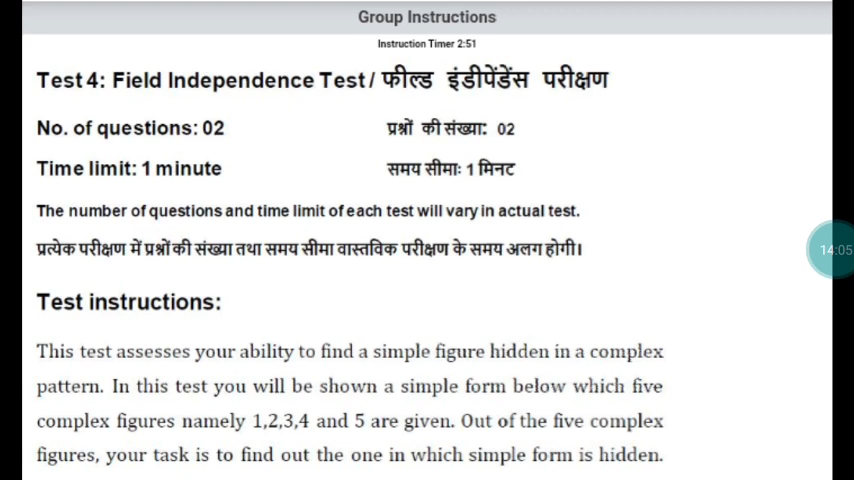 Group Instructions
Instruction Timer 2:51
Test 4: Field Independence Test / फील्ड इंडीपेंडेंस परीक्षण
No. of questions: 02 प्रश्नों की संख्या: 02
Time limit: 1 minute समय सीमाः 1 मिनट
The number of questions and time limit of each test will vary in actual test.
प्रत्येक परीक्षण में प्रश्नों की संख्या तथा समय सीमा वास्तविक परीक्षण के समय अलग होगी।
14:05
Test instructions:
This test assesses your ability to find a simple figure hidden in a complex
pattern. In this test you will be shown a simple form below which five
complex figures namely 1,2,3,4 and 5 are given. Out of the five complex
figures, your task is to find out the one in which simple form is hidden.